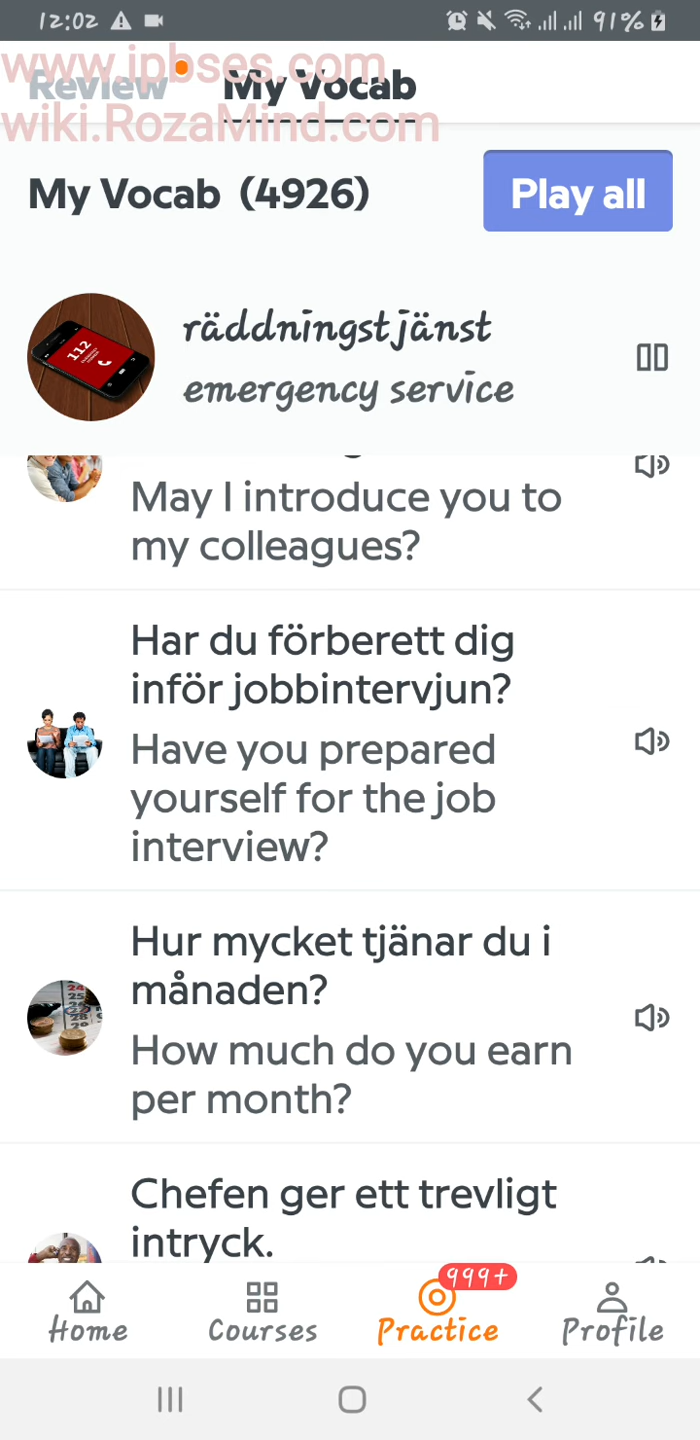 12:02
91%
www.ipbses.com
Review My Vocab
wiki.RozaMind.com
My Vocab (4926)
Play all
112
räddningstjänst
emergency service
May I introduce you to
my colleagues?
Har du förberett dig
inför jobbintervjun?
Have you prepared
yourself for the job
interview?
Hur mycket tjänar du i
månaden?
How much do you earn
per month?
Chefen ger ett trevligt
intryck.
999+
Home Courses Practice Profile